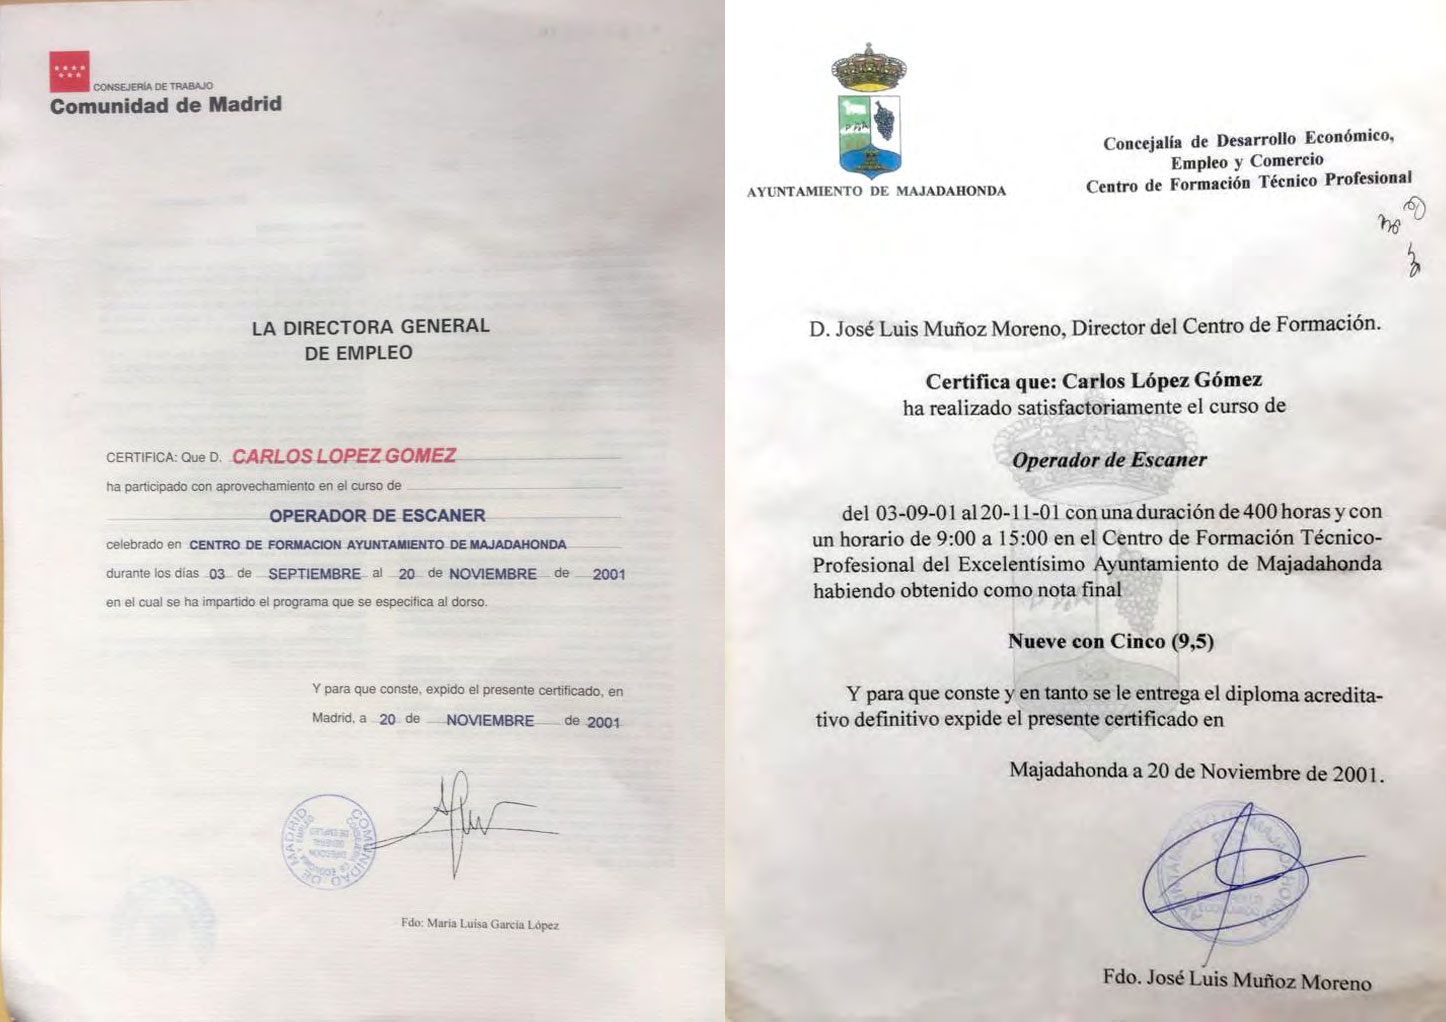 CONSEJERÍA DE TRABAJO
Comunidad de Madrid
LA DIRECTORA GENERAL
DE EMPLEO
CERTIFICA: Que D. CARLOS LOPEZ GOMEZ
ha participado con aprovechamiento en el curso de
OPERADOR DE ESCANER
celebrado en CENTRO DE FORMACION AYUNTAMIENTO DE MAJADAHONDA
durante los días 03 de SEPTIEMBRE al 20 de NOVIEMBRE de 2001
en el cual se ha impartido el programa que se especifica al dorso.
Y para que conste, expido el presente certificado, en
Madrid, a 20 de NOVIEMBRE de 2001
COMUNIDAD DE MADRID
Fdo: María Luisa García López
AYUNTAMIENTO DE MAJADAHONDA
Concejalía de Desarrollo Económico,
Empleo y Comercio
Centro de Formación Técnico Profesional
D. José Luis Muñoz Moreno, Director del Centro de Formación.
Certifica que: Carlos López Gómez
ha realizado satisfactoriamente el curso de
Operador de Escaner
del 03-09-01 al 20-11-01 con una duración de 400 horas y con
un horario de 9:00 a 15:00 en el Centro de Formación Técnico-
Profesional del Excelentísimo Ayuntamiento de Majadahonda
habiendo obtenido como nota final
Nueve con Cinco (9,5)
Y para que conste y en tanto se le entrega el diploma acredita-
tivo definitivo expide el presente certificado en
Majadahonda a 20 de Noviembre de 2001.
Fdo. José Luis Muñoz Moreno